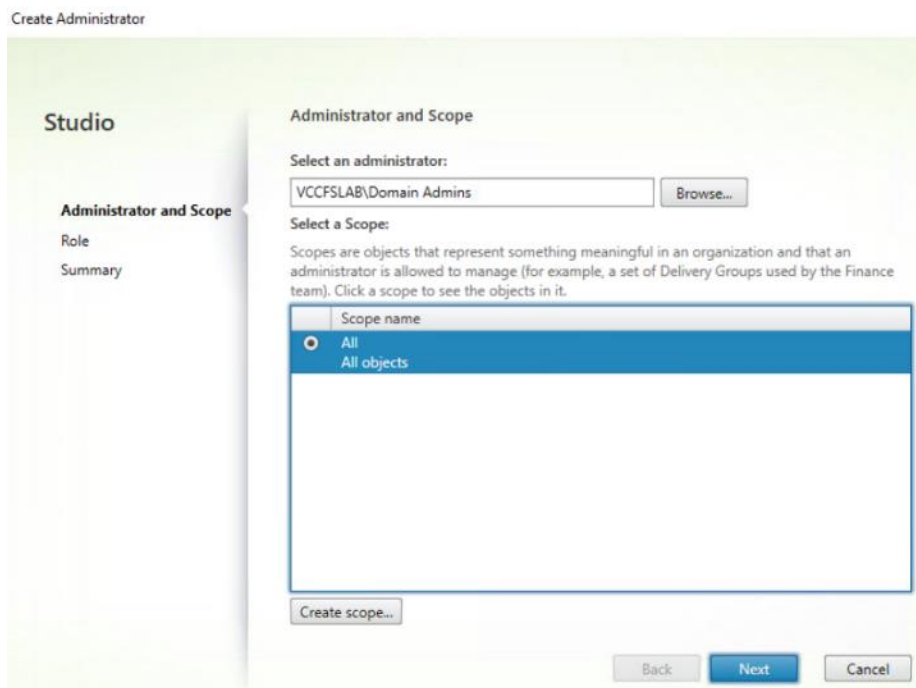 Create Administrator
Studio
Administrator and Scope
Role
Summary
Administrator and Scope
Select an administrator:
VCCFSLAB\Domain Admins
Browse...
Select a Scope:
Scopes are objects that represent something meaningful in an organization and that an
administrator is allowed to manage (for example, a set of Delivery Groups used by the Finance
team). Click a scope to see the objects in it.
Scope name
All
All objects
Create scope...
Back
Next
Cancel